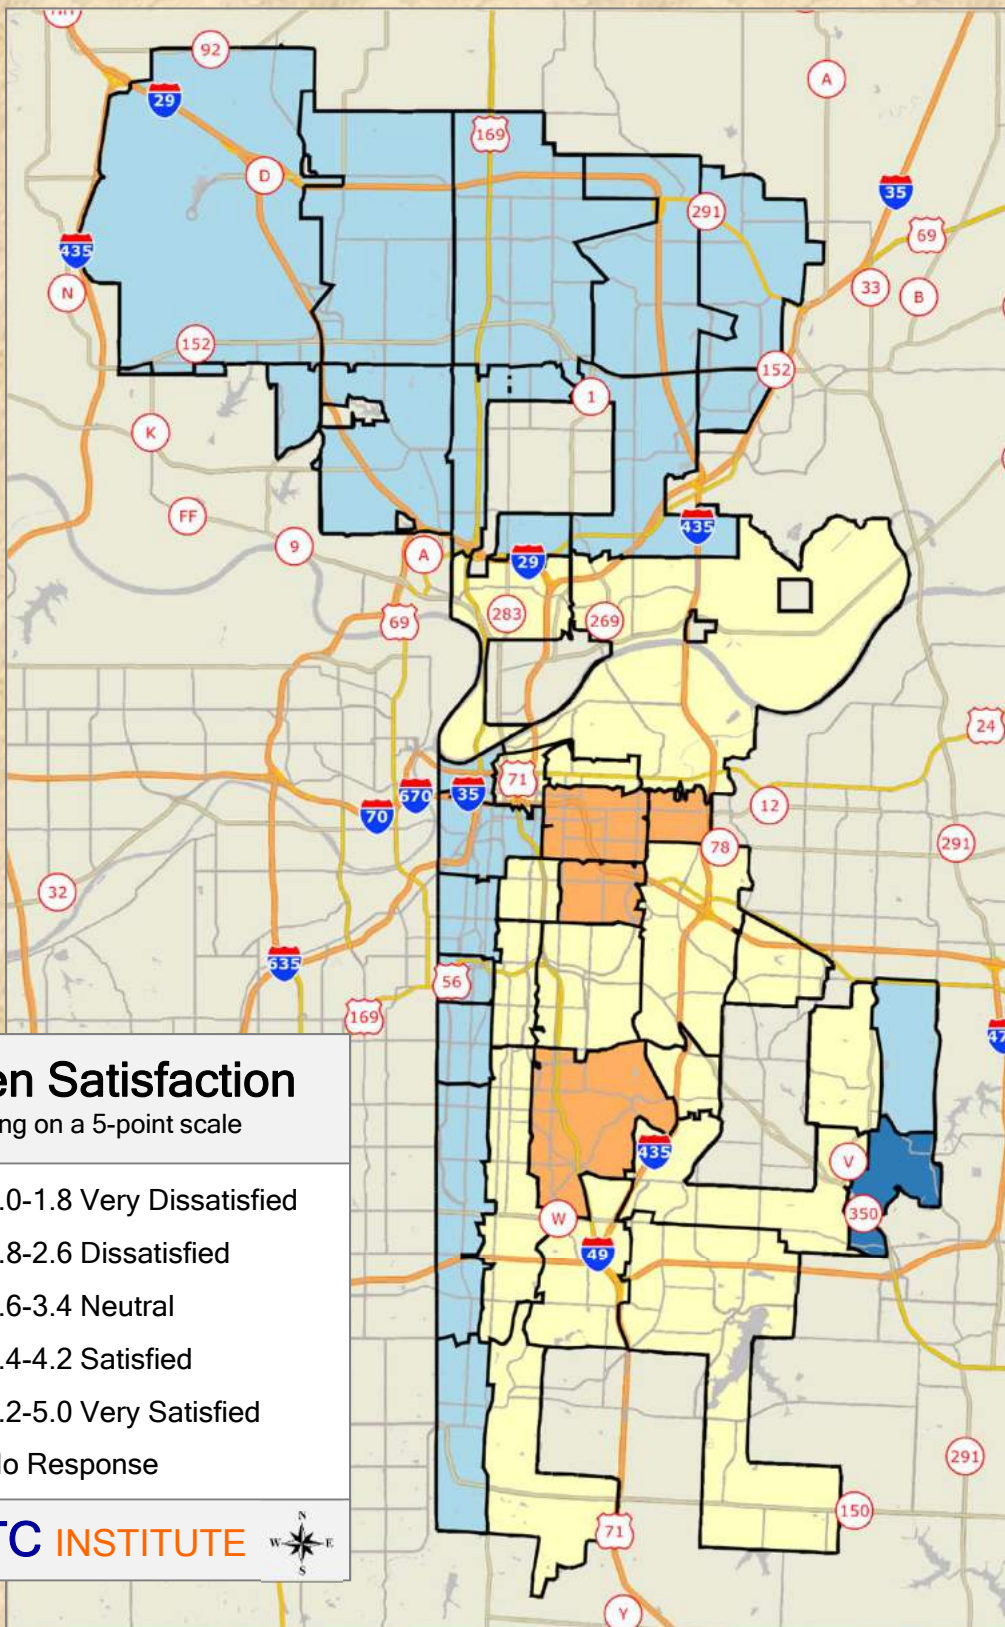 92
29
169
A
D
35
291
69
435
N
33
B
152
152
1
K
FF
435
9
A
29
283
269
69
24
71
670
35
70
12
78
291
32
635
56
169
47
en Satisfaction
ng on a 5-point scale
.0-1.8 Very Dissatisfied
.8-2.6 Dissatisfied
.6-3.4 Neutral
.4-4.2 Satisfied
.2-5.0 Very Satisfied
lo Response
TC INSTITUTE
N
W E
S
435
V
350
W
49
291
150
71
Y